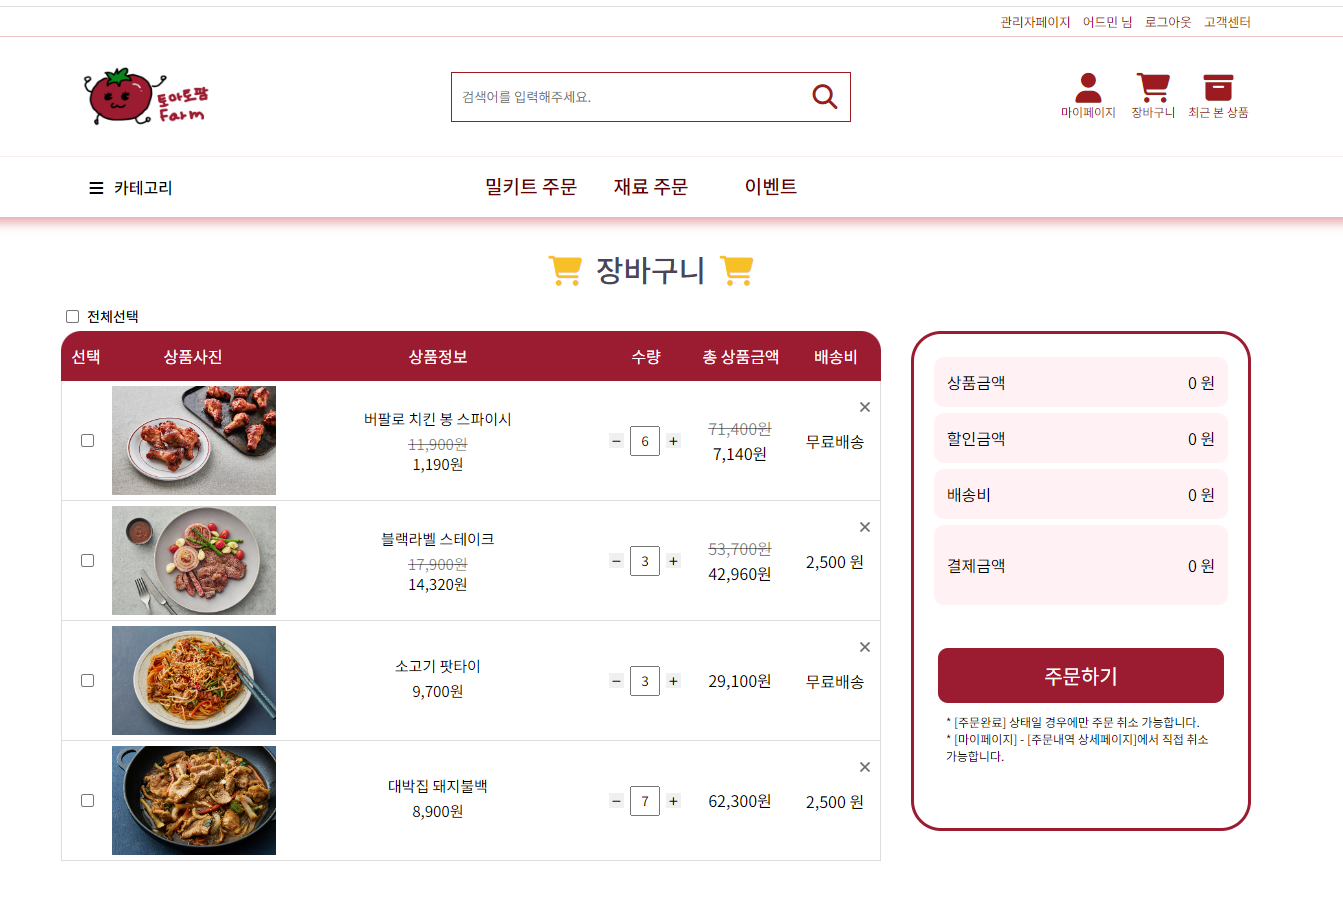 관리자페이지 어드민 님 로그아웃 고객센터
토마토팜
Farm
검색어를 입력해주세요.
마이페이지 장바구니 최근 본 상품
카테고리 밀키트 주문 재료 주문 이벤트
장바구니
전체선택
선택 상품사진 상품정보 수량 총 상품금액 배송비
버팔로 치킨 봉 스파이시
11,900원
1,190원
− 6 +
71,400원
7,140원
무료배송
블랙라벨 스테이크
17,900원
14,320원
− 3 +
53,700원
42,960원
2,500 원
소고기 팟타이
9,700원
− 3 +
29,100원
무료배송
대박집 돼지불백
8,900원
− 7 +
62,300원
2,500 원
상품금액 0 원
할인금액 0 원
배송비 0 원
결제금액 0 원
주문하기
* [주문완료] 상태일 경우에만 주문 취소 가능합니다.
* [마이페이지] - [주문내역 상세페이지]에서 직접 취소
가능합니다.